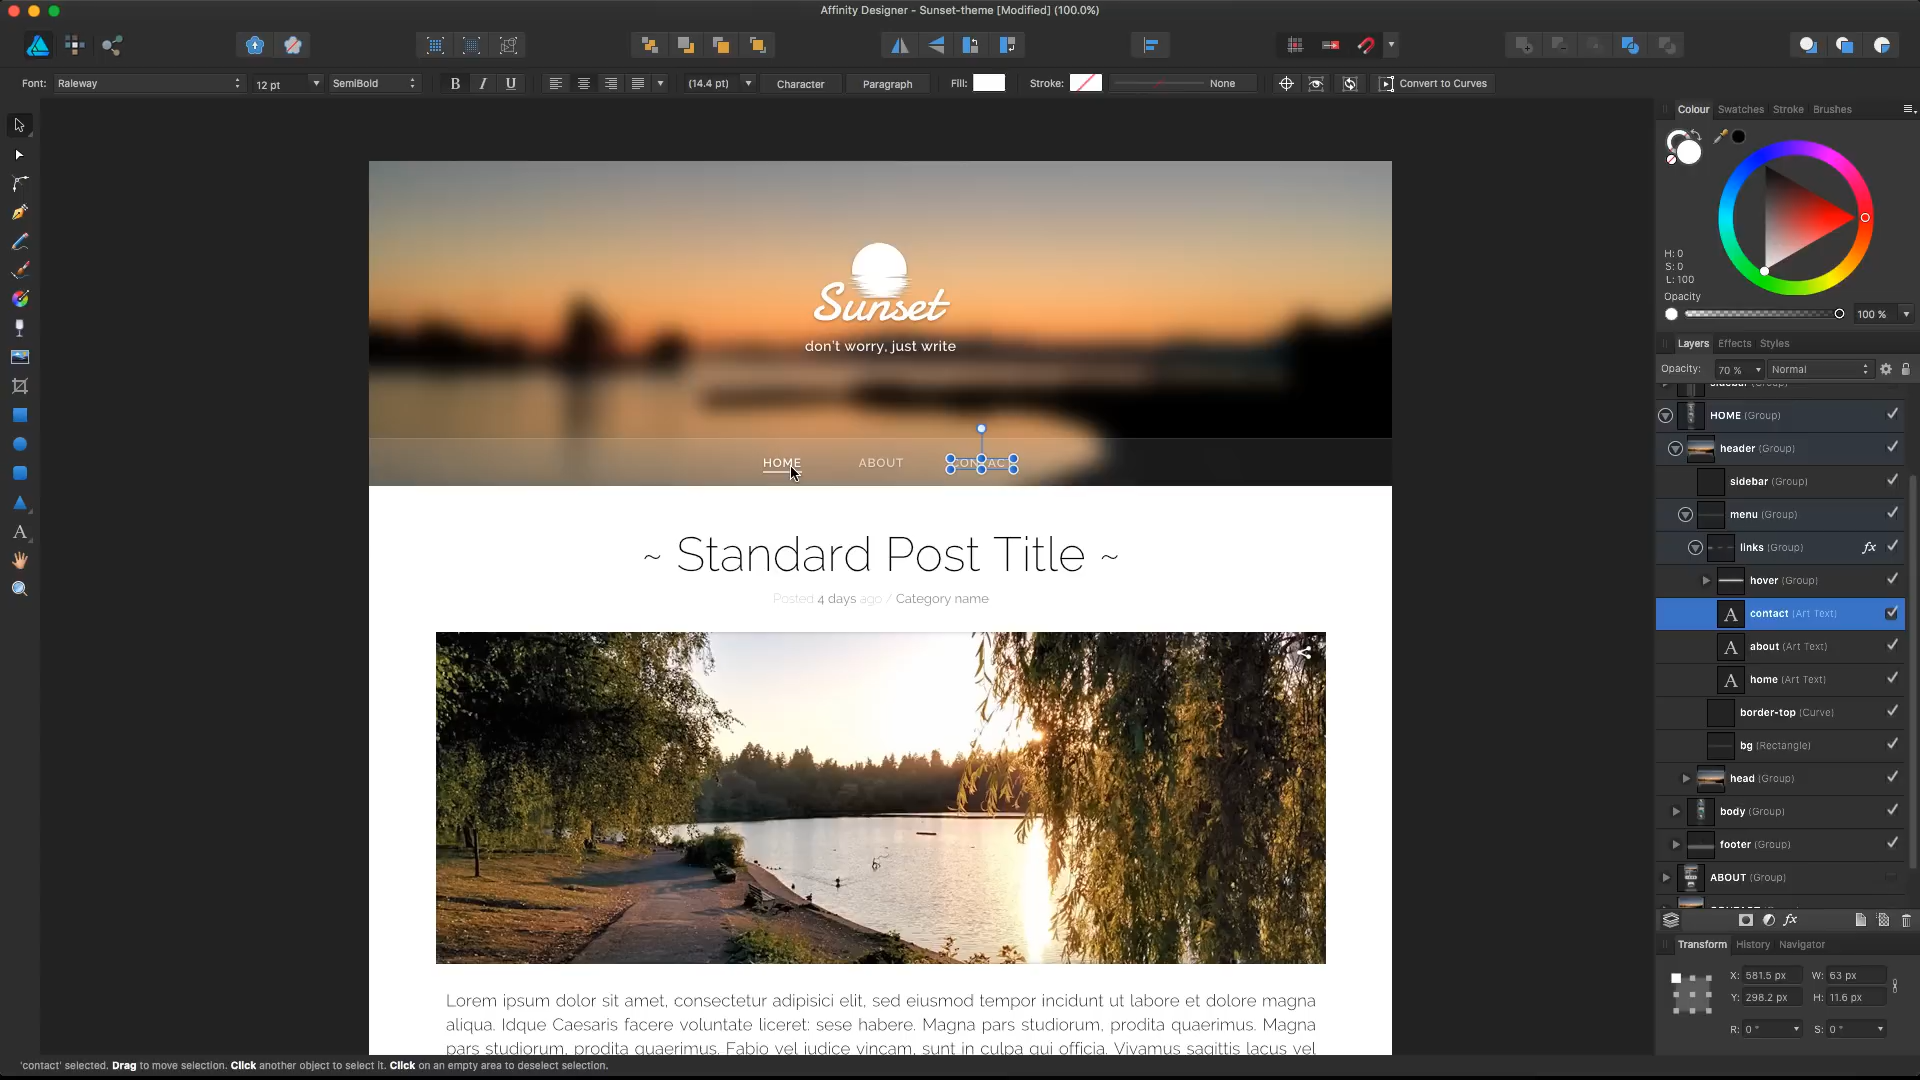 Affinity Designer - Sunset-theme [Modified] (100.0%)
Font: Raleway 12 pt SemiBold B I U (14.4 pt) Character Paragraph Fill: Stroke: None Convert to Curves
Colour Swatches Stroke Brushes
H: 0
S: 0
L: 100
Opacity
100 %
Layers Effects Styles
Opacity: 70 % Normal
HOME (Group)
header (Group)
sidebar (Group)
menu (Group)
links (Group) fx
hover (Group)
A contact (Art Text)
A about (Art Text)
A home (Art Text)
border-top (Curve)
bg (Rectangle)
head (Group)
body (Group)
footer (Group)
ABOUT (Group)
fx
Transform History Navigator
X: 581.5 px W: 63 px
Y: 298.2 px H: 11.6 px
R: 0 ° S: 0 °
A
Sunset
don't worry, just write
HOME ABOUT CONTACT
~ Standard Post Title ~
Posted 4 days ago / Category name
Lorem ipsum dolor sit amet, consectetur adipisici elit, sed eiusmod tempor incidunt ut labore et dolore magna
aliqua. Idque Caesaris facere voluntate liceret: sese habere. Magna pars studiorum, prodita quaerimus. Magna
pars studiorum, prodita quaerimus. Fabio vel iudice vincam, sunt in culpa qui officia. Vivamus sagittis lacus vel
'contact' selected. Drag to move selection. Click another object to select it. Click on an empty area to deselect selection.